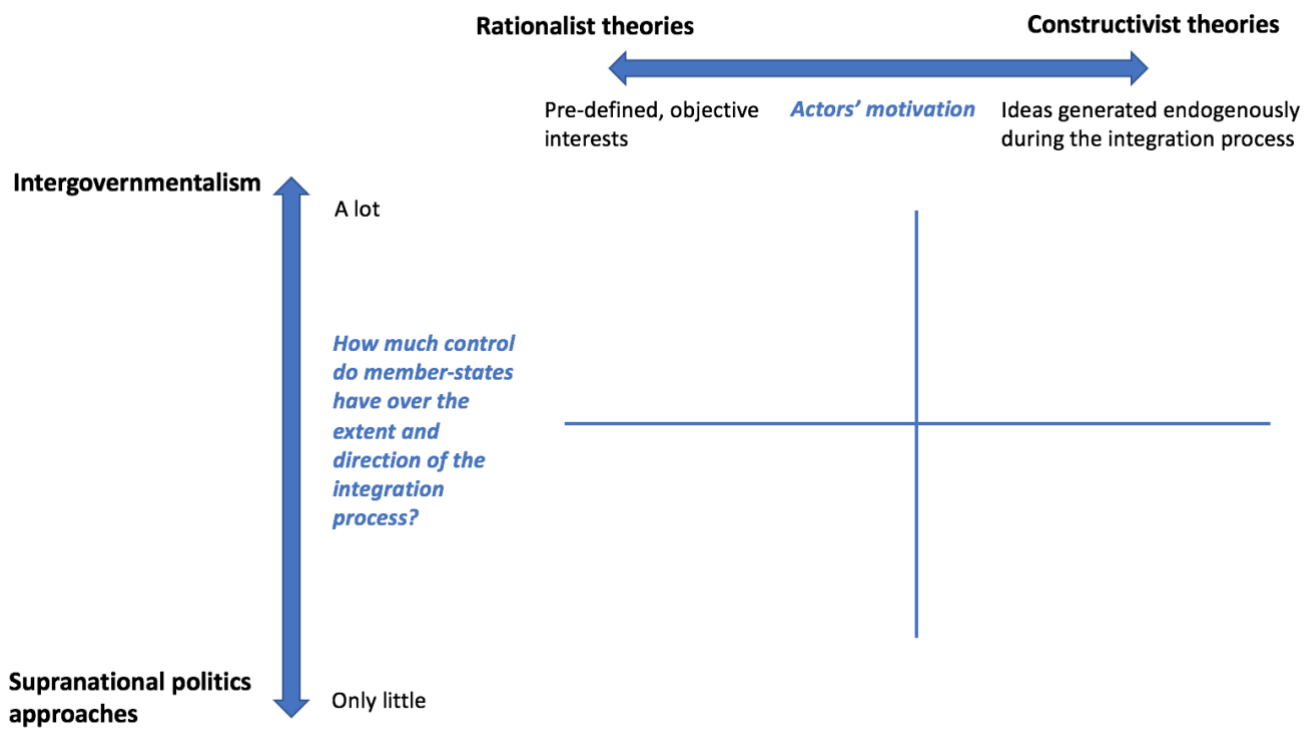 Rationalist theories
Constructivist theories
Pre-defined, objective
interests
Actors' motivation
Ideas generated endogenously
during the integration process
Intergovernmentalism
A lot
How much control
do member-states
have over the
extent and
direction of the
integration
process?
Supranational politics
approaches
Only little